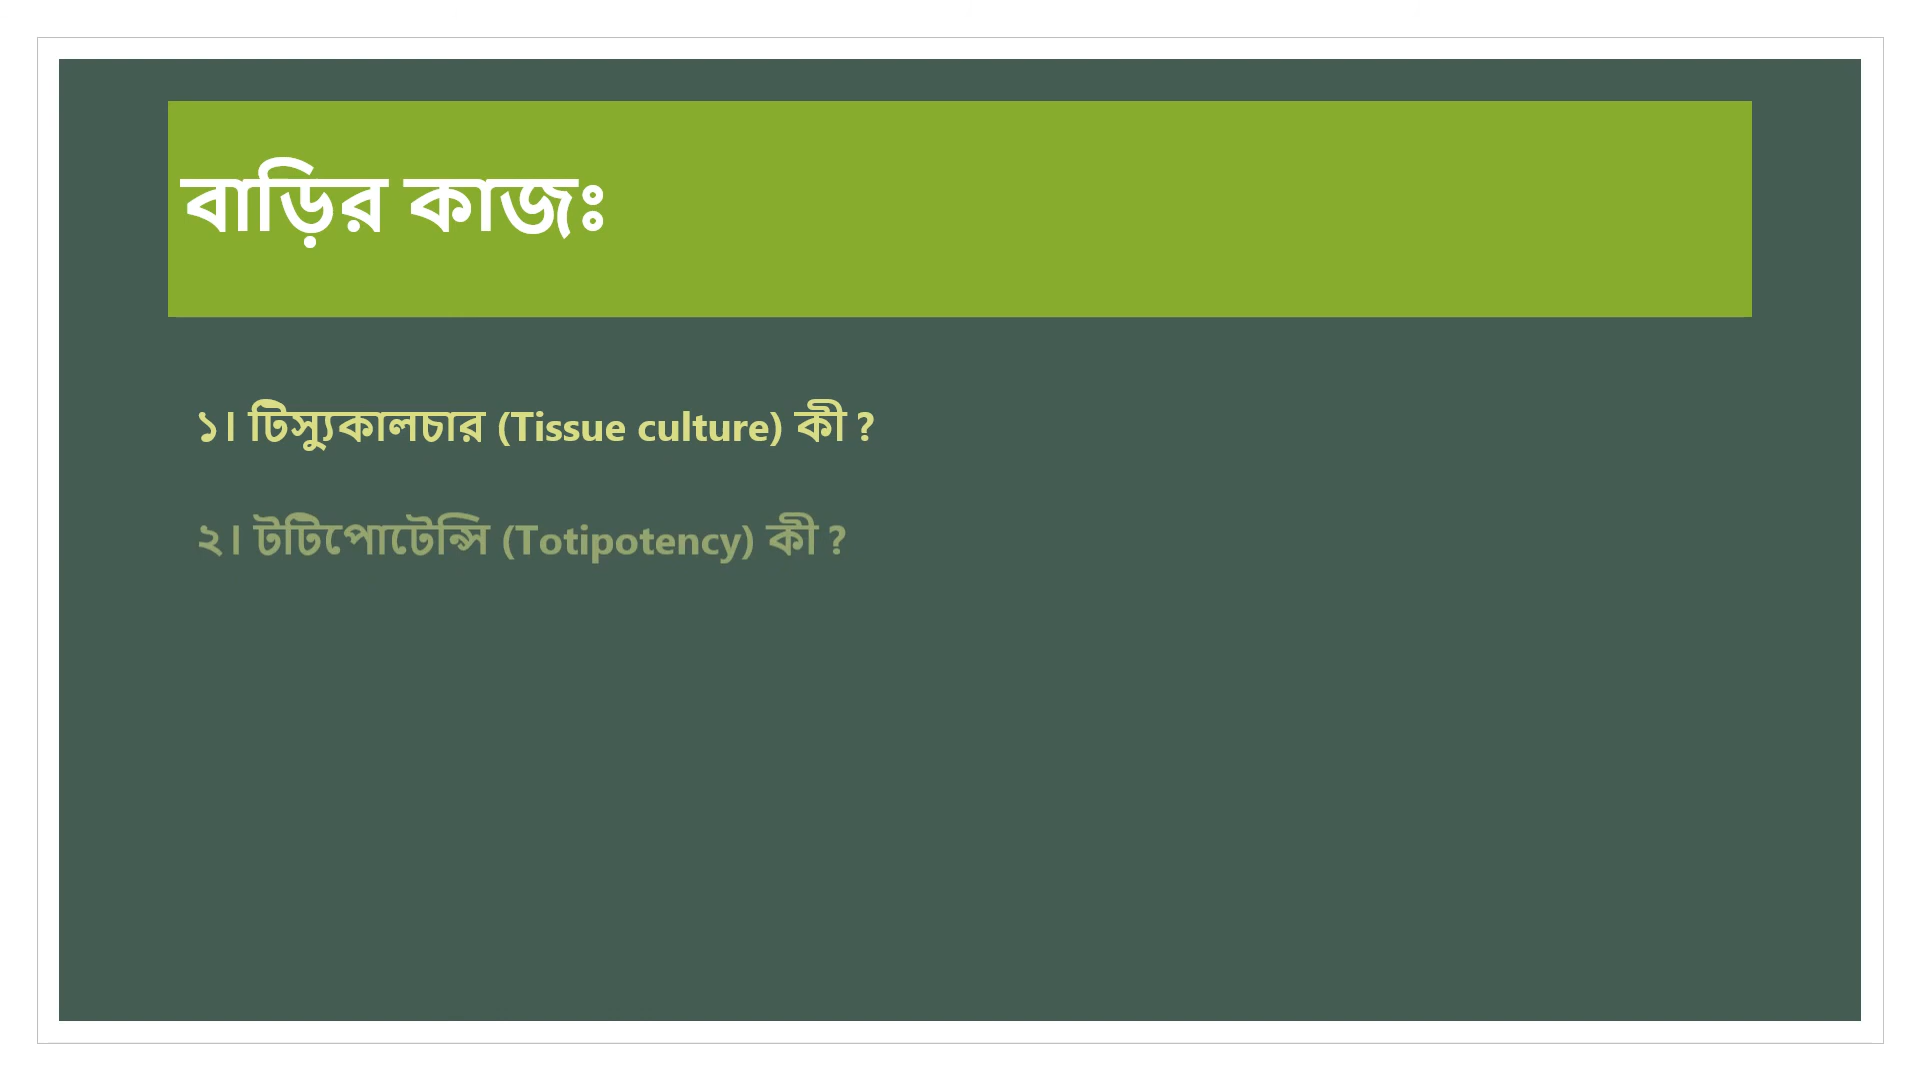 বাড়ির কাজঃ
১। টিস্যুকালচার (Tissue culture) কী ?
২। টটিপোটেন্সি (Totipotency) কী ?